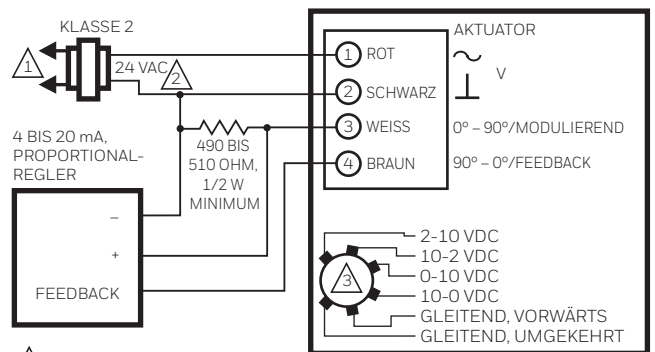 KLASSE 2
1
24 VAC
2
4 BIS 20 mA,
PROPORTIONAL-
REGLER
490 BIS
510 OHM,
1/2 W
MINIMUM
–
+
FEEDBACK
AKTUATOR
1 ROT
V
2 SCHWARZ
3 WEISS 0° – 90°/MODULIEREND
4 BRAUN 90° – 0°/FEEDBACK
3
2-10 VDC
10-2 VDC
0-10 VDC
10-0 VDC
GLEITEND, VORWÄRTS
GLEITEND, UMGEKEHRT